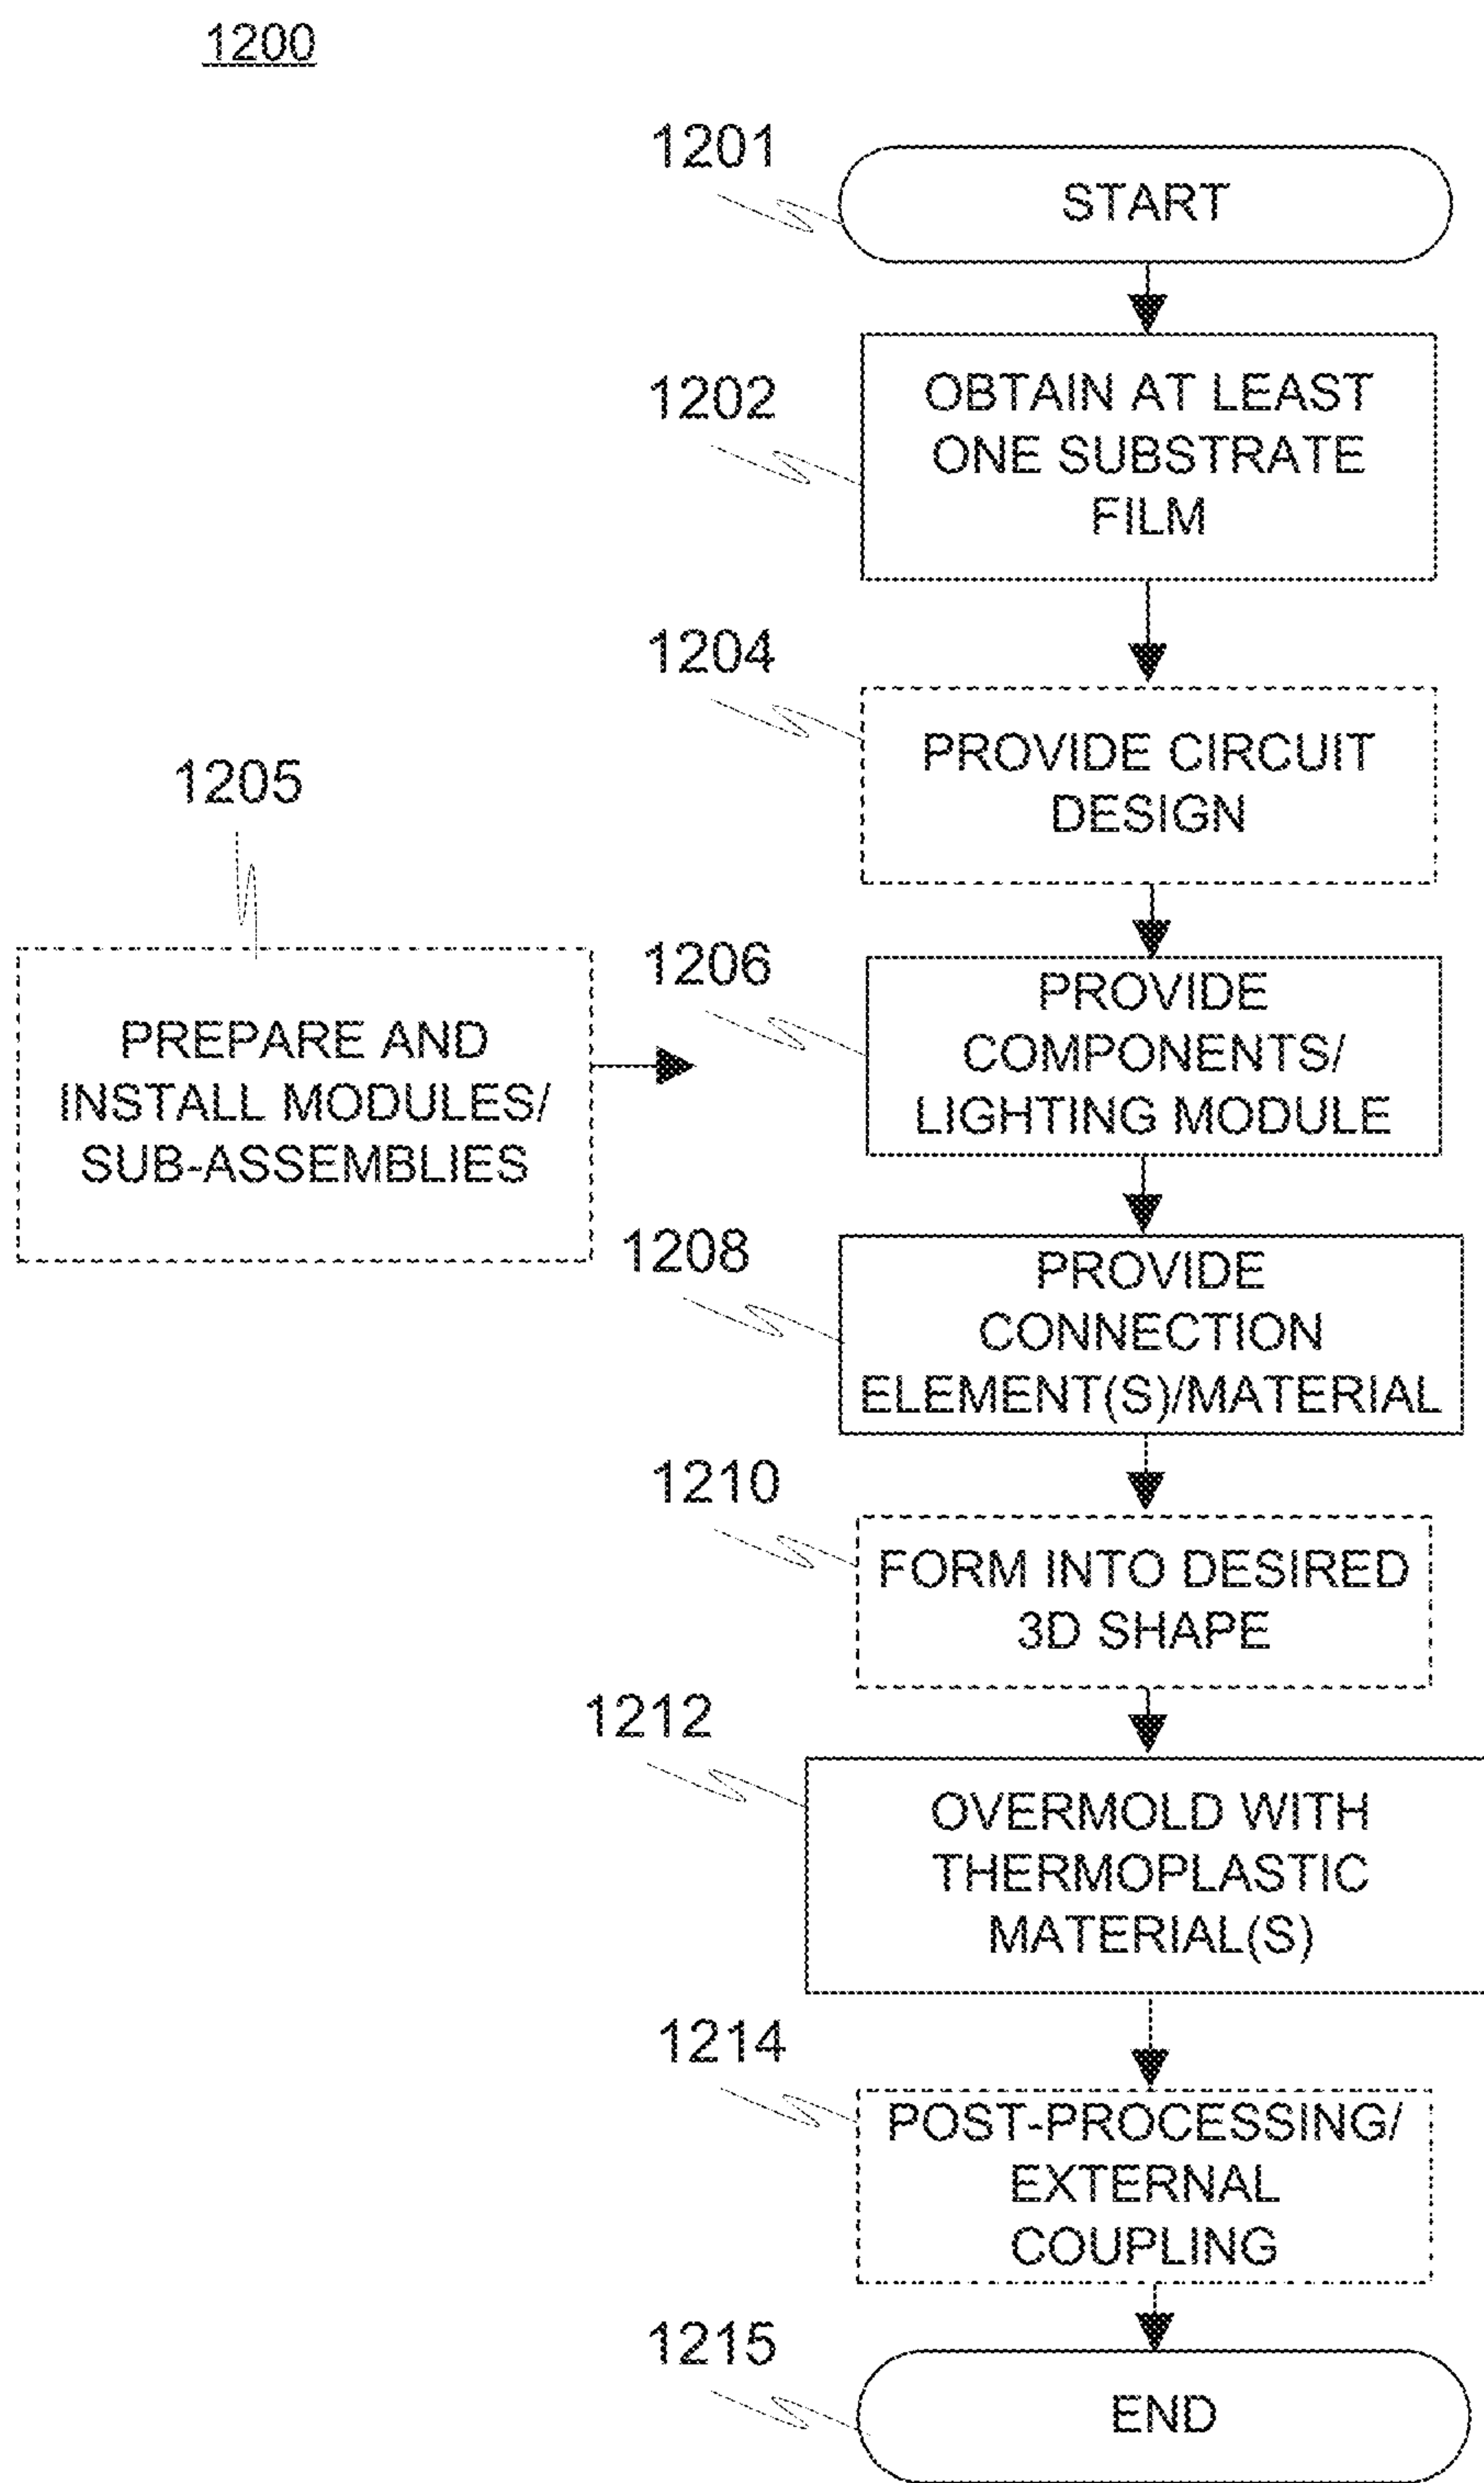 1200
1201
START
1202
OBTAIN AT LEAST
ONE SUBSTRATE
FILM
1204
PROVIDE CIRCUIT
DESIGN
1205
PREPARE AND
INSTALL MODULES/
SUB-ASSEMBLIES
1206
PROVIDE
COMPONENTS/
LIGHTING MODULE
1208
PROVIDE
CONNECTION
ELEMENT(S)/MATERIAL
1210
FORM INTO DESIRED
3D SHAPE
1212
OVERMOLD WITH
THERMOPLASTIC
MATERIAL(S)
1214
POST-PROCESSING/
EXTERNAL
COUPLING
1215
END